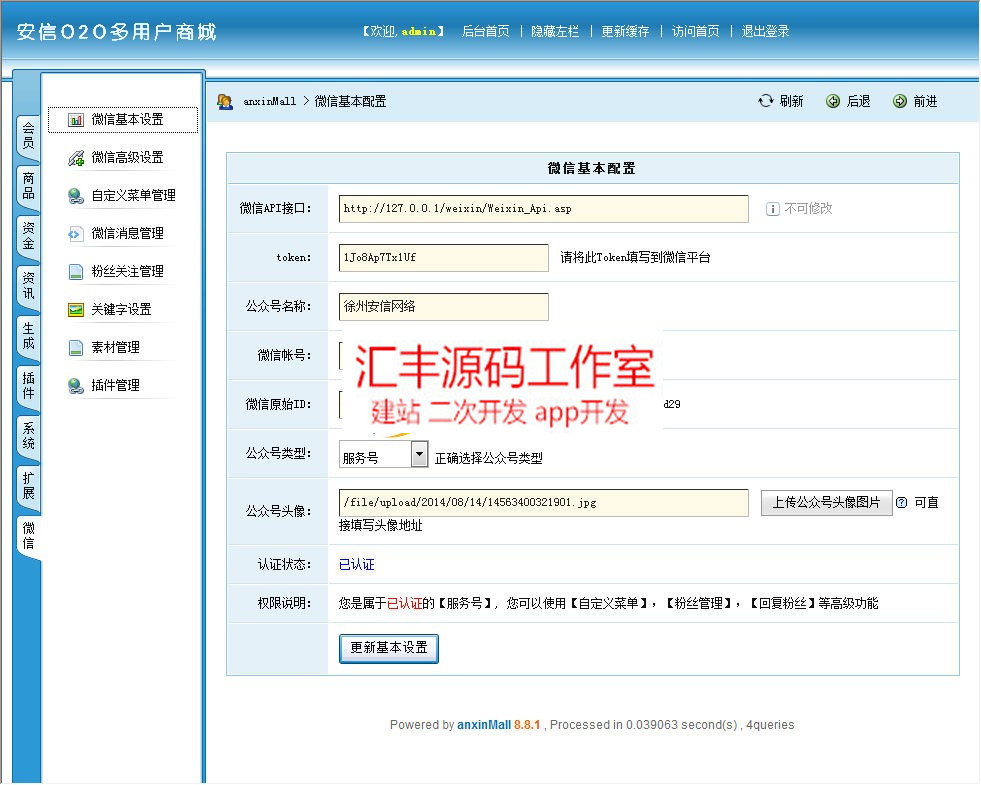 安信O2O多用户商城
【欢迎, admin】 后台首页 | 隐藏左栏 | 更新缓存 | 访问首页 | 退出登录
会员
商品
资金
资讯
生成
插件
系统
扩展
微信
微信基本设置
微信高级设置
自定义菜单管理
微信消息管理
粉丝关注管理
关键字设置
素材管理
插件管理
anxinMall > 微信基本配置
刷新 后退 前进
微信基本配置
微信API接口: http://127.0.0.1/weixin/Weixin_Api.asp 不可修改
token: 1Jo8Ap7Tx1Uf 请将此Token填写到微信平台
公众号名称: 徐州安信网络
微信帐号:
汇丰源码工作室
微信原始ID: d29
建站 二次开发 app开发
公众号类型: 服务号 正确选择公众号类型
公众号头像: /file/upload/2014/08/14/14563400321901.jpg 上传公众号头像图片 可直
接填写头像地址
认证状态: 已认证
权限说明: 您是属于已认证的【服务号】, 您可以使用【自定义菜单】,【粉丝管理】,【回复粉丝】等高级功能
更新基本设置
Powered by anxinMall 8.8.1 , Processed in 0.039063 second(s) , 4queries